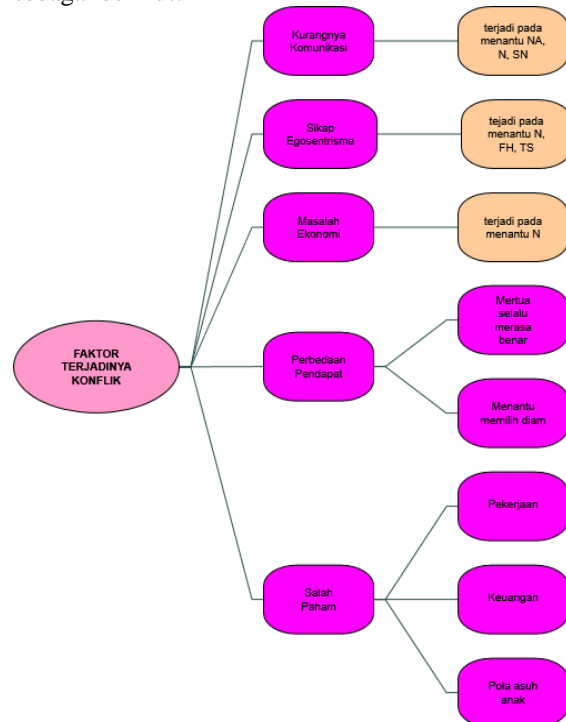 Kurangnya
Komunikasi
terjadi pada
menantu NA,
N, SN
Sikap
Egosentrisme
tejadi pada
menantu N,
FH, TS
Masalah
Ekonomi
terjadi pada
menantu N
FAKTOR
TERJADINYA
KONFLIK
Perbedaan
Pendapat
Mertua
selalu
merasa
benar
Menantu
memilih diam
Salah
Paham
Pekerjaan
Keuangan
Pola asuh
anak